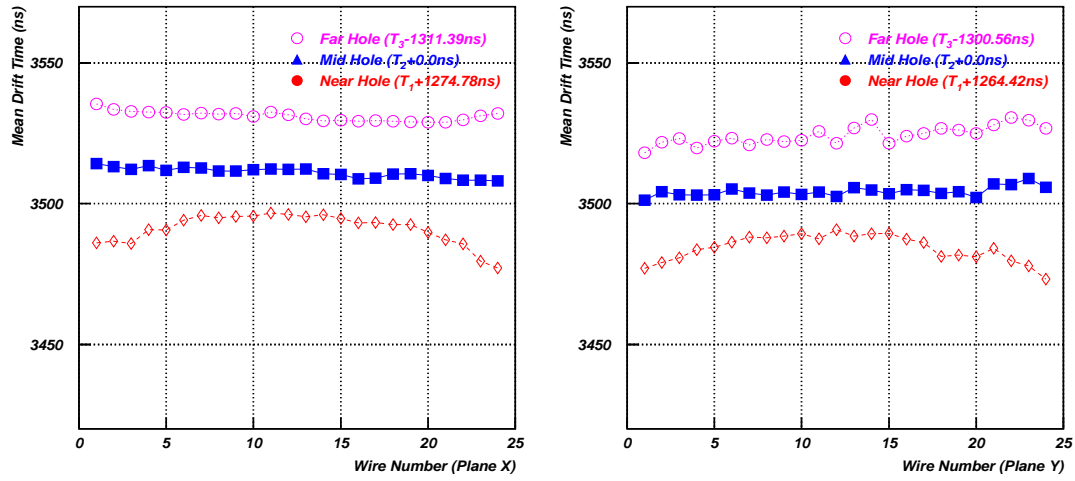 Mean Drift Time (ns)
3550
3500
3450
Far Hole (T3-1311.39ns)
Mid Hole (T2+0.0ns)
Near Hole (T1+1274.78ns)
0 5 10 15 20 25
Wire Number (Plane X)
Mean Drift Time (ns)
3550
3500
3450
Far Hole (T3-1300.56ns)
Mid Hole (T2+0.0ns)
Near Hole (T1+1264.42ns)
0 5 10 15 20 25
Wire Number (Plane Y)